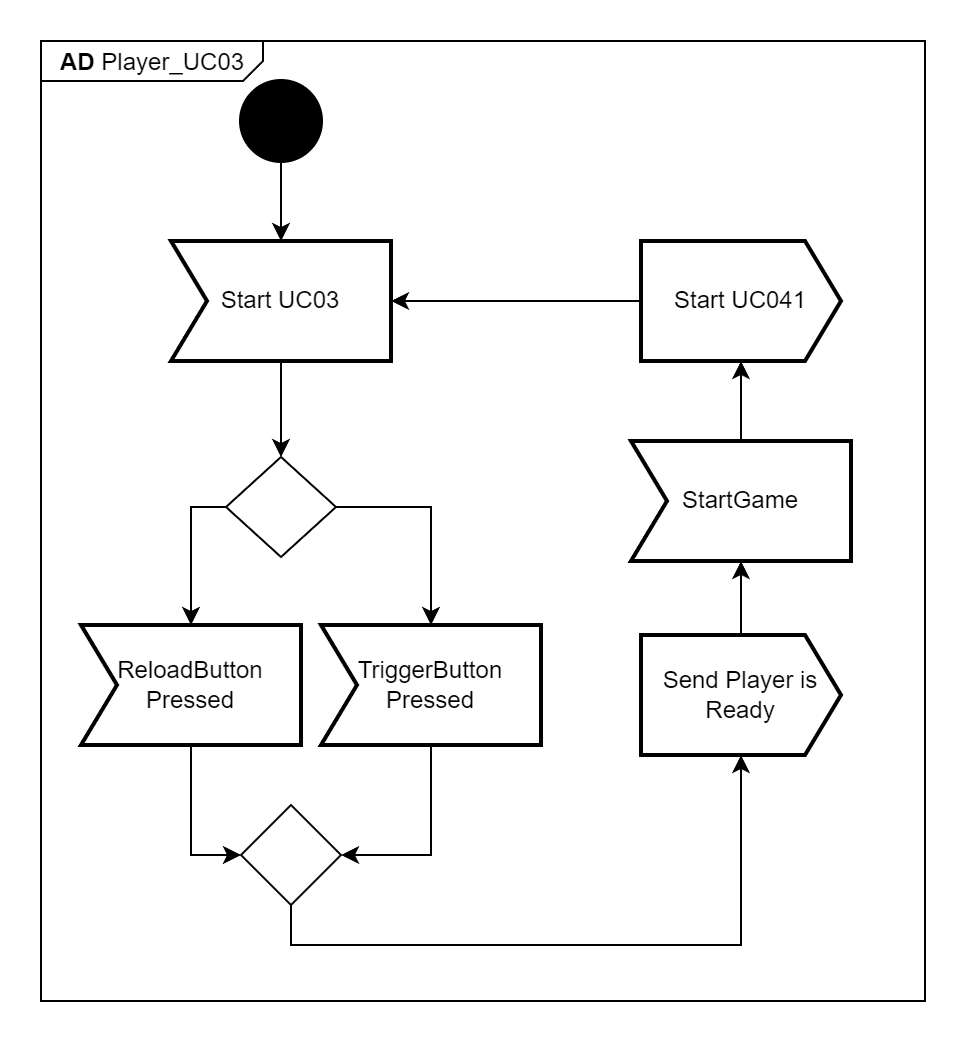 AD Player_UC03
Start UC03
Start UC041
StartGame
ReloadButton
Pressed
TriggerButton
Pressed
Send Player is
Ready